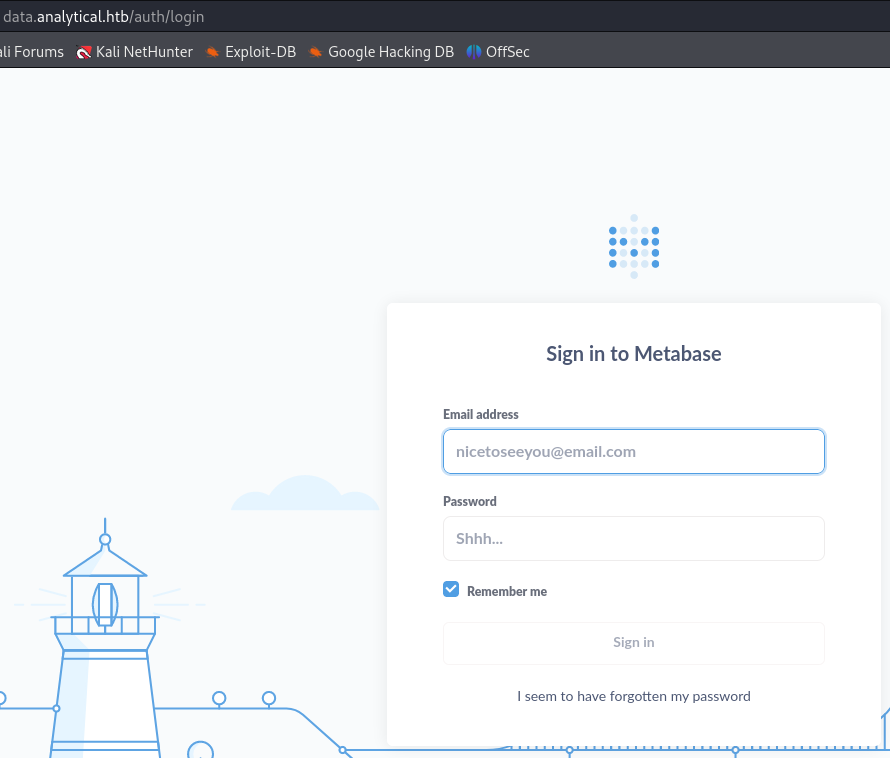 data.analytical.htb/auth/login
ali Forums Kali NetHunter Exploit-DB Google Hacking DB OffSec
Sign in to Metabase
Email address
nicetoseeyou@email.com
Password
Shhh...
Remember me
Sign in
I seem to have forgotten my password